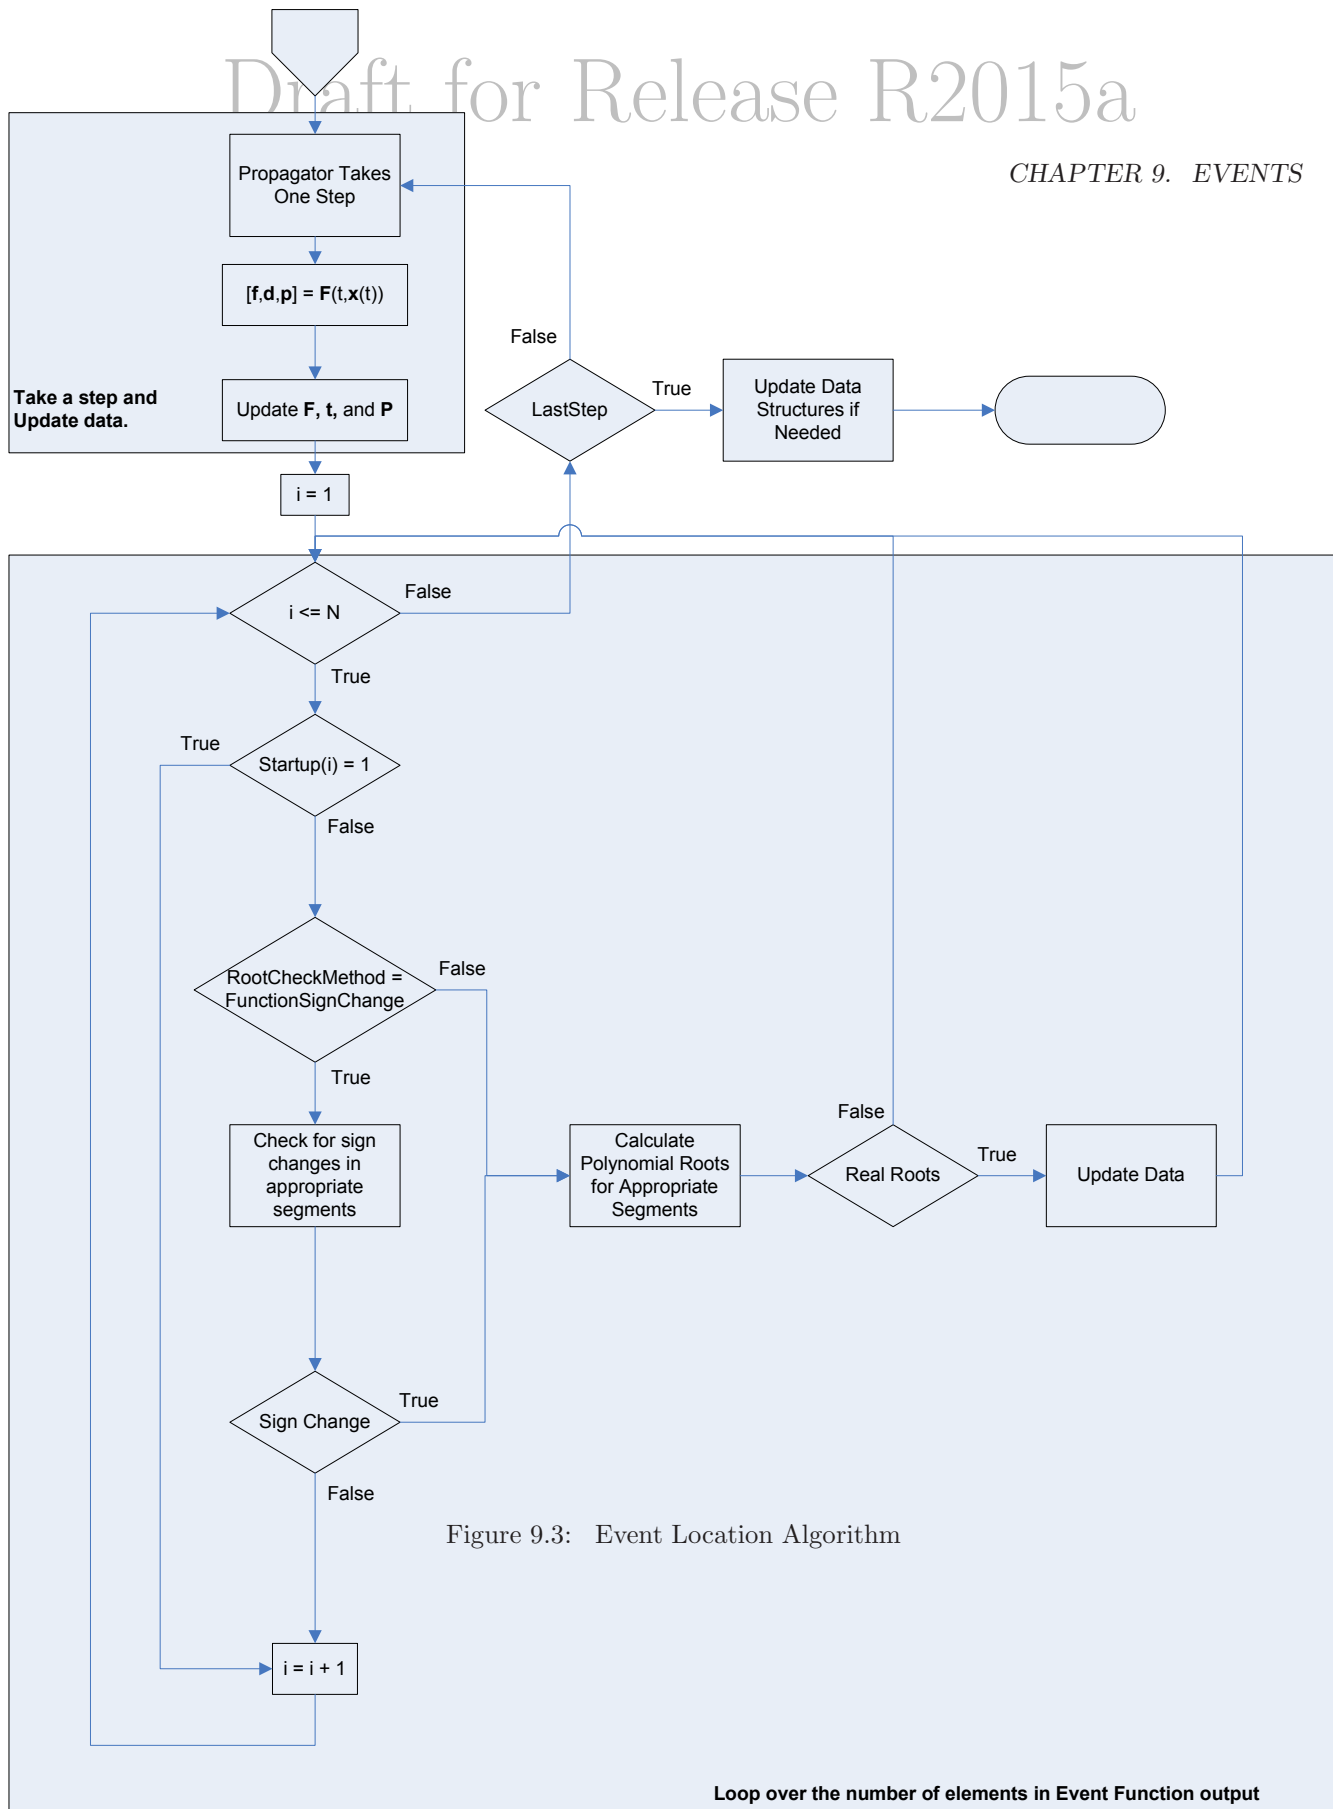 Draft for Release R2015a
CHAPTER 9. EVENTS
Propagator Takes
One Step
[f,d,p] = F(t,x(t))
Take a step and
Update data.
Update F, t, and P
False
LastStep
True
Update Data
Structures if
Needed
i = 1
i <= N
False
True
True
Startup(i) = 1
False
RootCheckMethod =
FunctionSignChange
False
True
Check for sign
changes in
appropriate
segments
Calculate
Polynomial Roots
for Appropriate
Segments
False
Real Roots
True
Update Data
Sign Change
True
False
Figure 9.3: Event Location Algorithm
i = i + 1
Loop over the number of elements in Event Function output